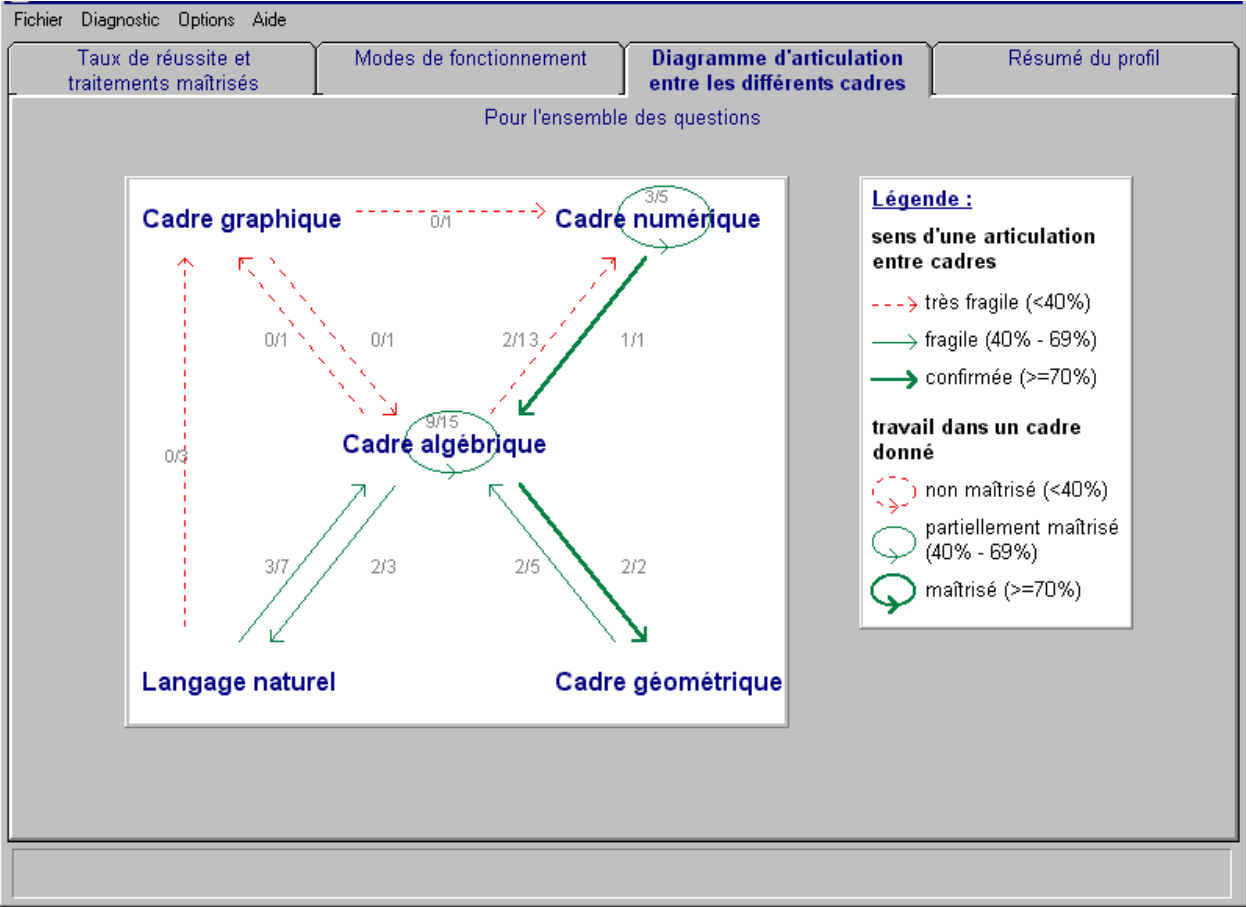 Fichier Diagnostic Options Aide
Taux de réussite et
traitements maîtrisés
Modes de fonctionnement
Diagramme d'articulation
entre les différents cadres
Résumé du profil
Pour l'ensemble des questions
Cadre graphique
0/1
3/5
Cadre numérique
0/1
0/1
2/13
1/1
9/15
Cadre algébrique
0/3
3/7
2/3
2/5
2/2
Langage naturel
Cadre géométrique
Légende :
sens d'une articulation
entre cadres
très fragile (<40%)
fragile (40% - 69%)
confirmée (>=70%)
travail dans un cadre
donné
non maîtrisé (<40%)
partiellement maîtrisé
(40% - 69%)
maîtrisé (>=70%)